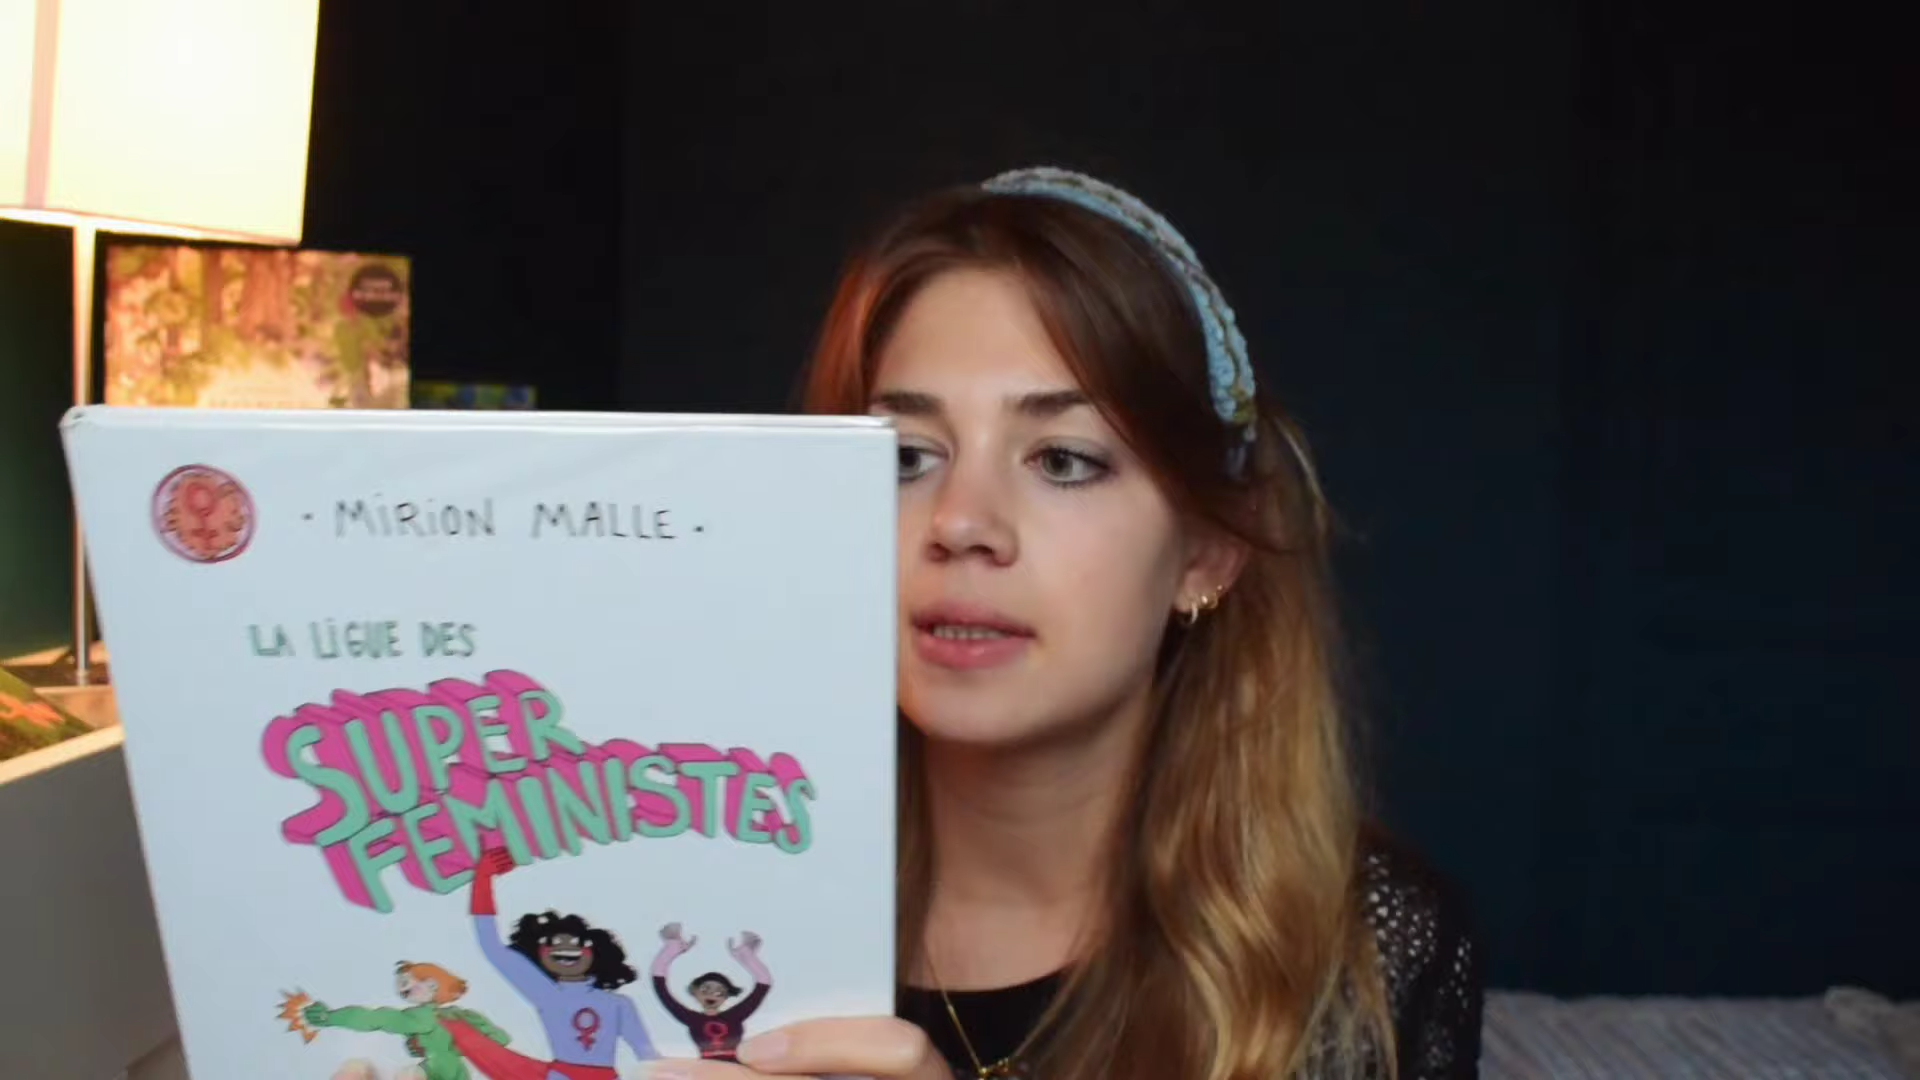 · MiRiON MALLE ·
LA LiGUE DES
SUPER
FEMINISTES